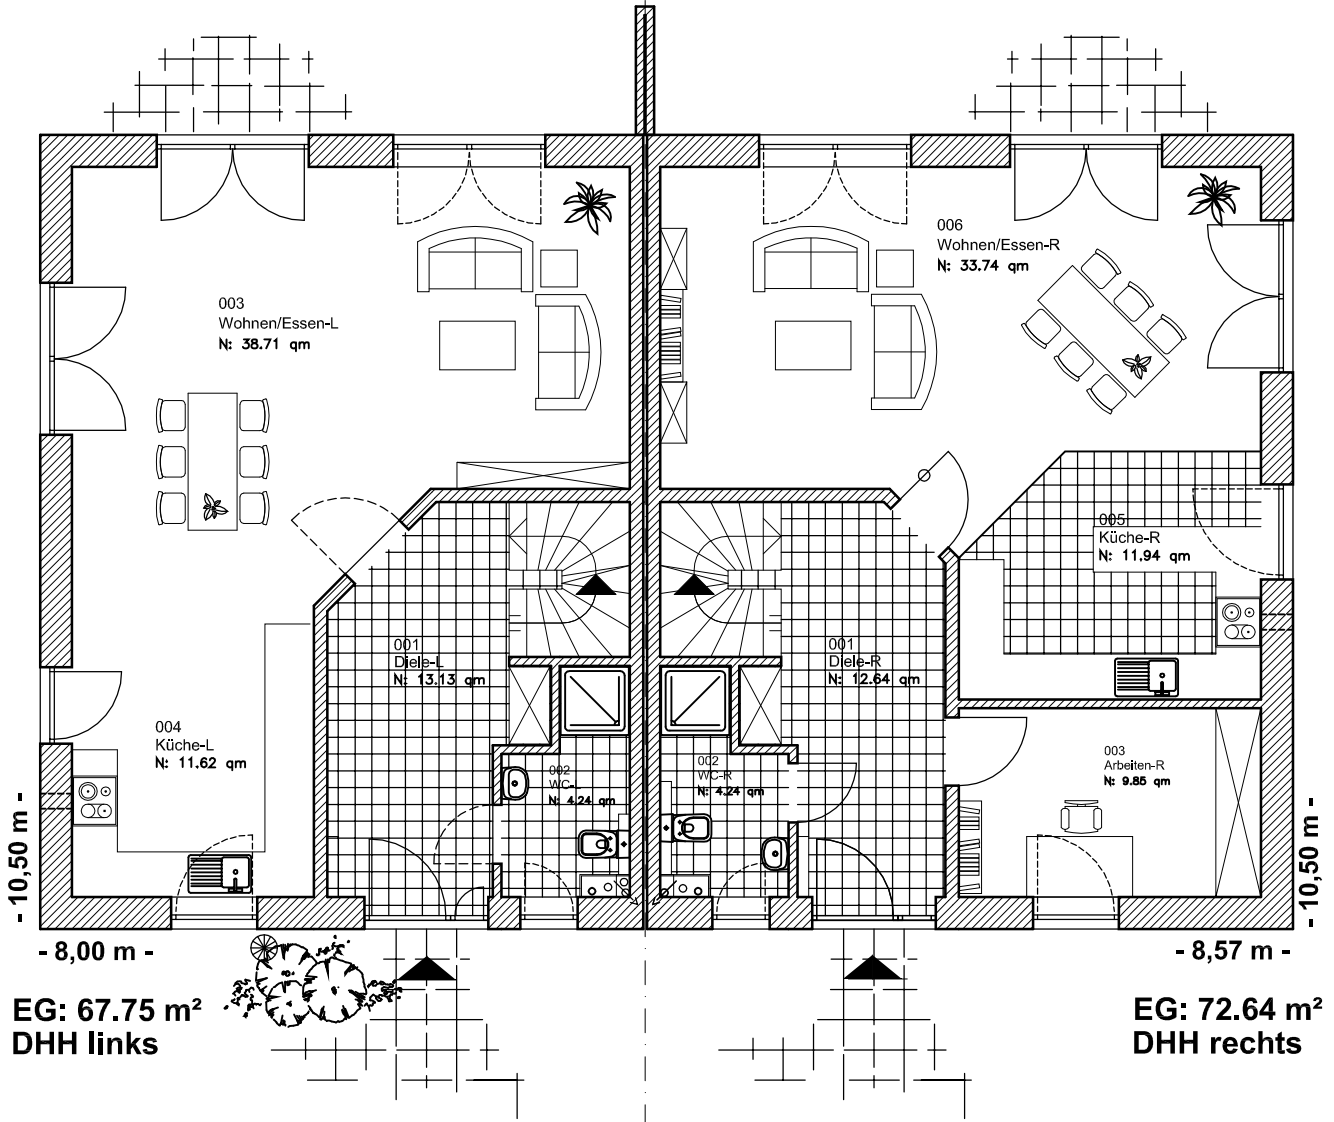 006
Wohnen/Essen-R
N: 33.74 qm
003
Wohnen/Essen-L
N: 38.71 qm
005
Küche-R
N: 11.94 qm
001
Diele-L
N: 13.13 qm
001
Diele-R
N: 12.64 qm
004
Küche-L
N: 11.62 qm
002
WC-L
N: 4.24 qm
002
WC-R
N: 4.24 qm
003
Arbeiten-R
N: 9.85 qm
- 10,50 m -
- 10,50 m -
- 8,00 m -
- 8,57 m -
EG: 67.75 m²
DHH links
EG: 72.64 m²
DHH rechts